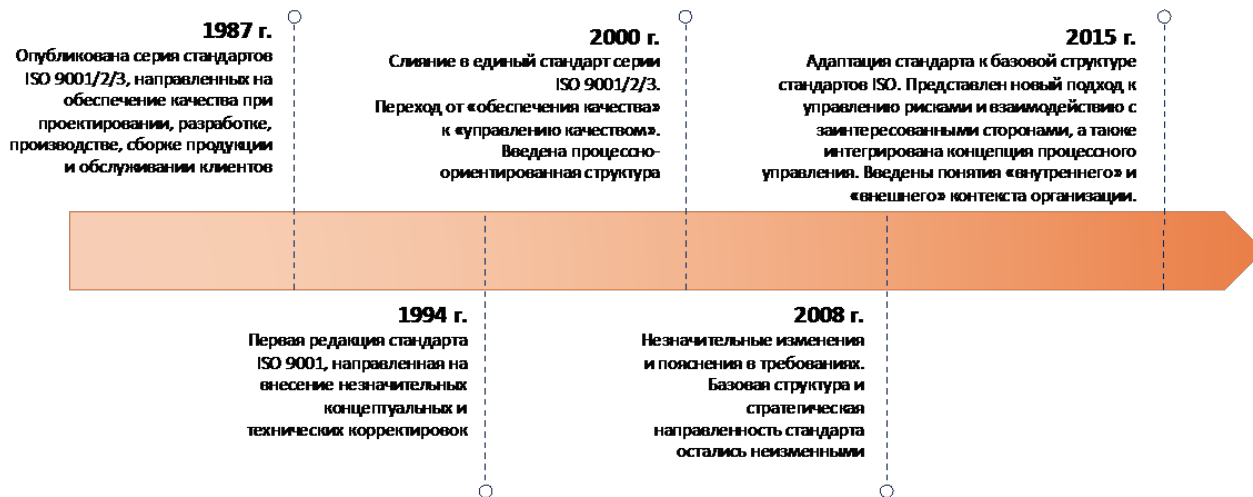 1987 г.
Опубликована серия стандартов
ISO 9001/2/3, направленных на
обеспечение качества при
проектировании, разработке,
производстве, сборке продукции
и обслуживании клиентов
2000 г.
Слияние в единый стандарт серии
ISO 9001/2/3.
Переход от «обеспечения качества»
к «управлению качеством».
Введена процессно-
ориентированная структура
2015 г.
Адаптация стандарта к базовой структуре
стандартов ISO. Представлен новый подход к
управлению рисками и взаимодействию с
заинтересованными сторонами, а также
интегрирована концепция процессного
управления. Введены понятия «внутреннего» и
«внешнего» контекста организации.
1994 г.
Первая редакция стандарта
ISO 9001, направленная на
внесение незначительных
концептуальных и
технических корректировок
2008 г.
Незначительные изменения
и пояснения в требованиях.
Базовая структура и
стратегическая
направленность стандарта
остались неизменными